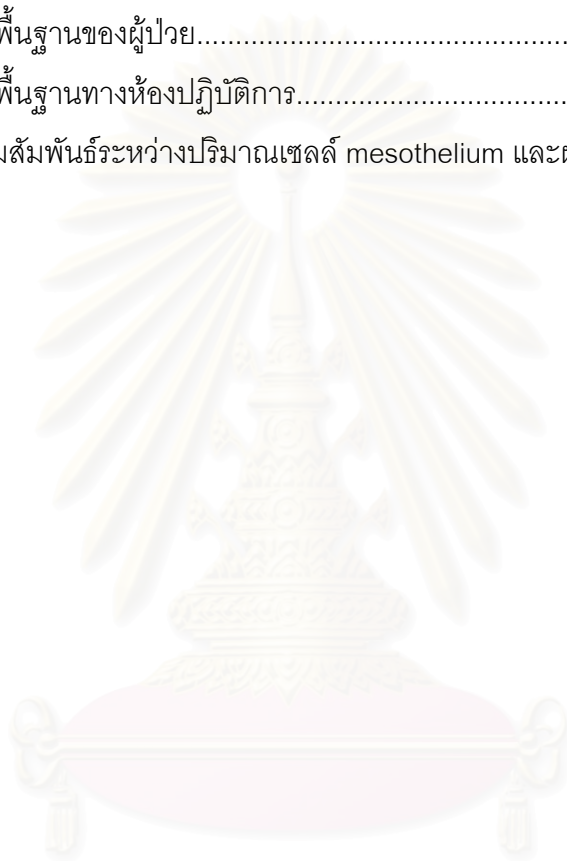 พื้นฐานของผู้ป่วย................................................
พื้นฐานทางห้องปฏิบัติการ...................................
มสัมพันธ์ระหว่างปริมาณเซลล์ mesothelium และ